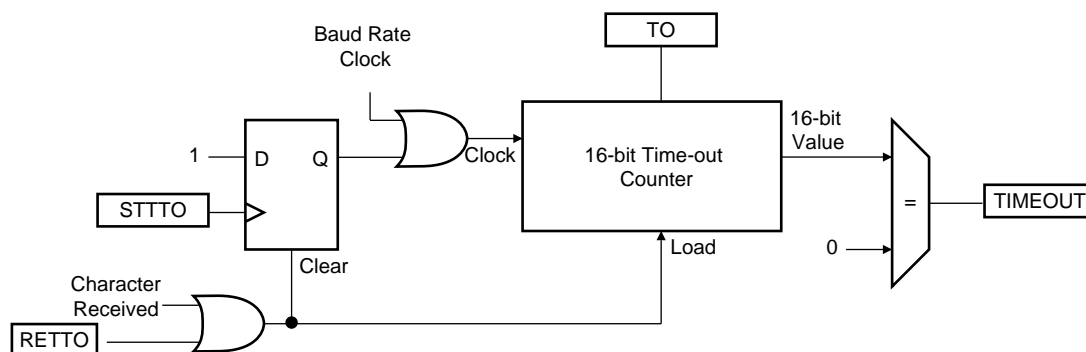 TO
Baud Rate
Clock
16-bit
Value
1
D
Q
Clock
16-bit Time-out
Counter
STTTO
=
TIMEOUT
Clear
Load
0
Character
Received
RETTO